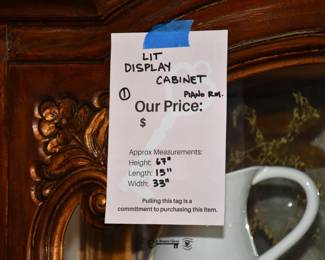 LIT
DISPLAY
CABINET
① PIANO RM.
Our Price:
$
Approx Measurements:
Height: 67"
Length: 15"
Width: 33"
Pulling this tag is a
commitment to purchasing this item.